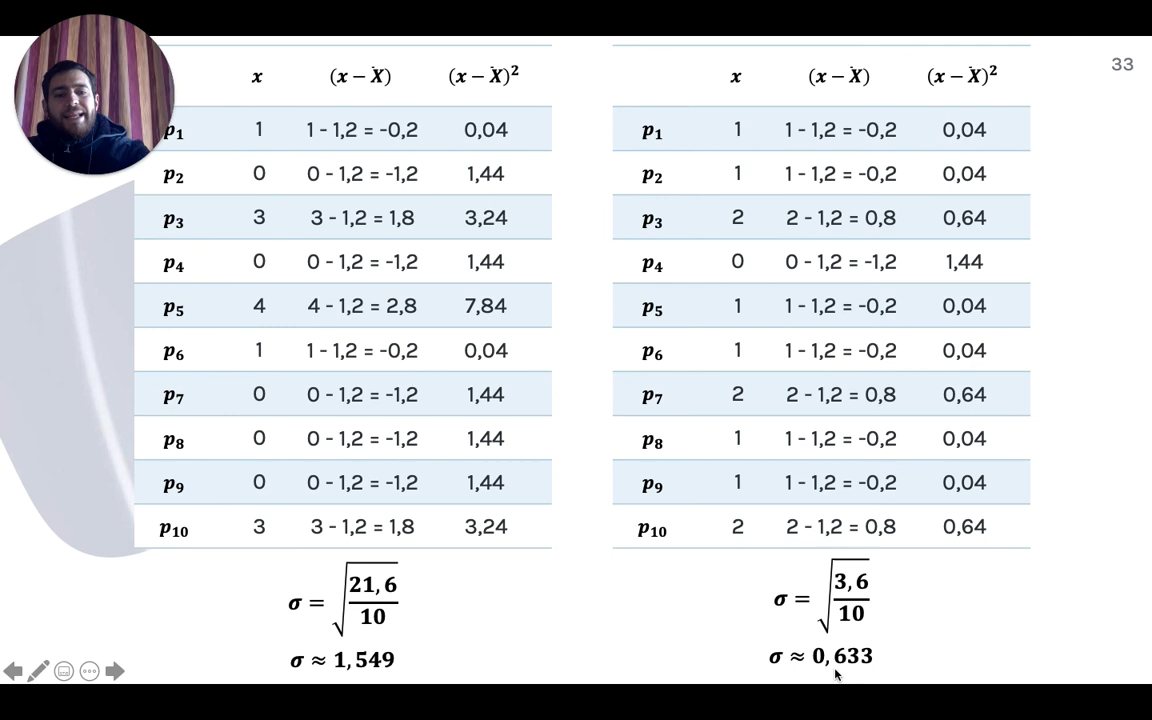 33
x (x − Ẋ) (x − Ẋ)²
p₁ 1 1 - 1,2 = -0,2 0,04
p₂ 0 0 - 1,2 = -1,2 1,44
p₃ 3 3 - 1,2 = 1,8 3,24
p₄ 0 0 - 1,2 = -1,2 1,44
p₅ 4 4 - 1,2 = 2,8 7,84
p₆ 1 1 - 1,2 = -0,2 0,04
p₇ 0 0 - 1,2 = -1,2 1,44
p₈ 0 0 - 1,2 = -1,2 1,44
p₉ 0 0 - 1,2 = -1,2 1,44
p₁₀ 3 3 - 1,2 = 1,8 3,24
σ = √(21,6/10)
σ ≈ 1,549
x (x − Ẋ) (x − Ẋ)²
p₁ 1 1 - 1,2 = -0,2 0,04
p₂ 1 1 - 1,2 = -0,2 0,04
p₃ 2 2 - 1,2 = 0,8 0,64
p₄ 0 0 - 1,2 = -1,2 1,44
p₅ 1 1 - 1,2 = -0,2 0,04
p₆ 1 1 - 1,2 = -0,2 0,04
p₇ 2 2 - 1,2 = 0,8 0,64
p₈ 1 1 - 1,2 = -0,2 0,04
p₉ 1 1 - 1,2 = -0,2 0,04
p₁₀ 2 2 - 1,2 = 0,8 0,64
σ = √(3,6/10)
σ ≈ 0,633